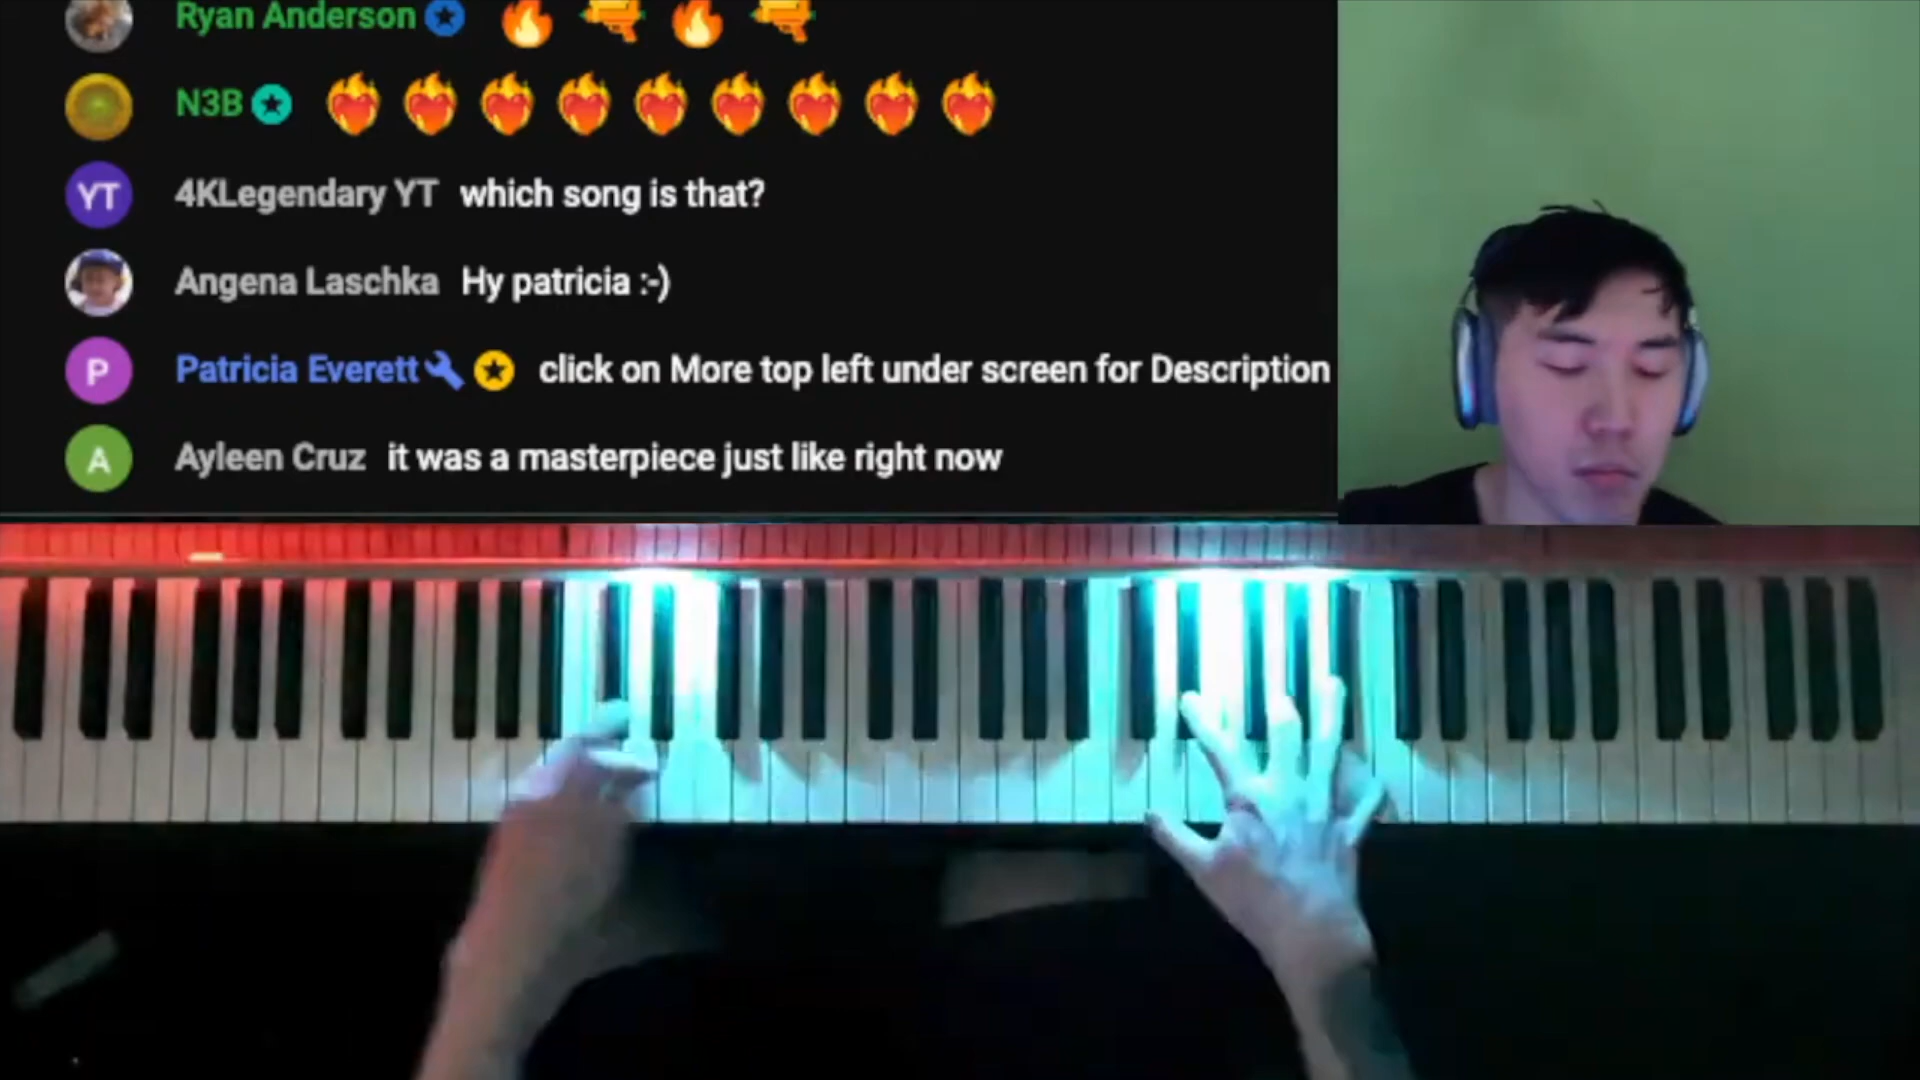 Ryan Anderson
N3B
YT 4KLegendary YT which song is that?
Angena Laschka Hy patricia :-)
P Patricia Everett click on More top left under screen for Description
A Ayleen Cruz it was a masterpiece just like right now